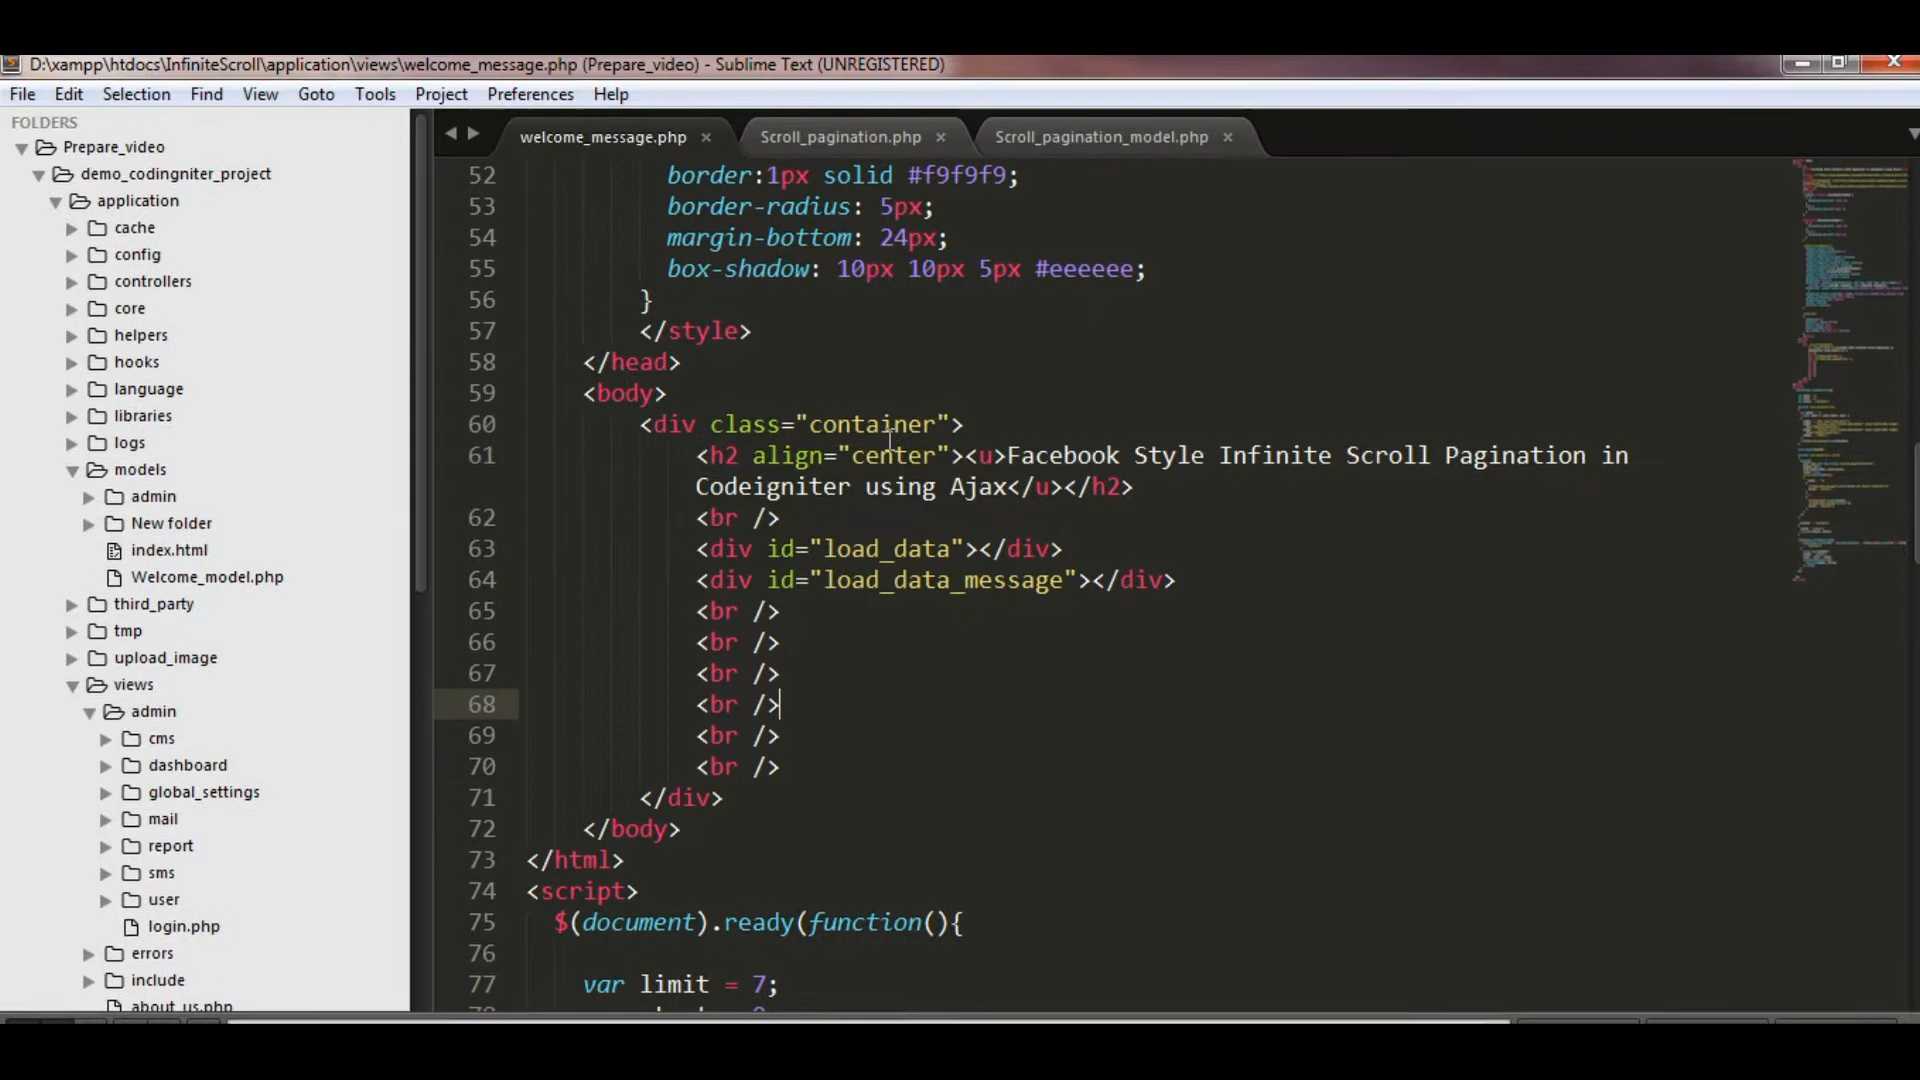 D:\xampp\htdocs\InfiniteScroll\application\views\welcome_message.php (Prepare_video) - Sublime Text (UNREGISTERED)
File Edit Selection Find View Goto Tools Project Preferences Help
FOLDERS
Prepare_video
demo_codingniter_project
application
cache
config
controllers
core
helpers
hooks
language
libraries
logs
models
admin
New folder
index.html
Welcome_model.php
third_party
tmp
upload_image
views
admin
cms
dashboard
global_settings
mail
report
sms
user
login.php
errors
include
about_us.php
welcome_message.php × Scroll_pagination.php × Scroll_pagination_model.php ×
52 border:1px solid #f9f9f9;
53 border-radius: 5px;
54 margin-bottom: 24px;
55 box-shadow: 10px 10px 5px #eeeeee;
56 }
57 </style>
58 </head>
59 <body>
60 <div class="container">
61 <h2 align="center"><u>Facebook Style Infinite Scroll Pagination in
Codeigniter using Ajax</u></h2>
62 <br />
63 <div id="load_data"></div>
64 <div id="load_data_message"></div>
65 <br />
66 <br />
67 <br />
68 <br />
69 <br />
70 <br />
71 </div>
72 </body>
73 </html>
74 <script>
75 $(document).ready(function(){
76
77 var limit = 7;